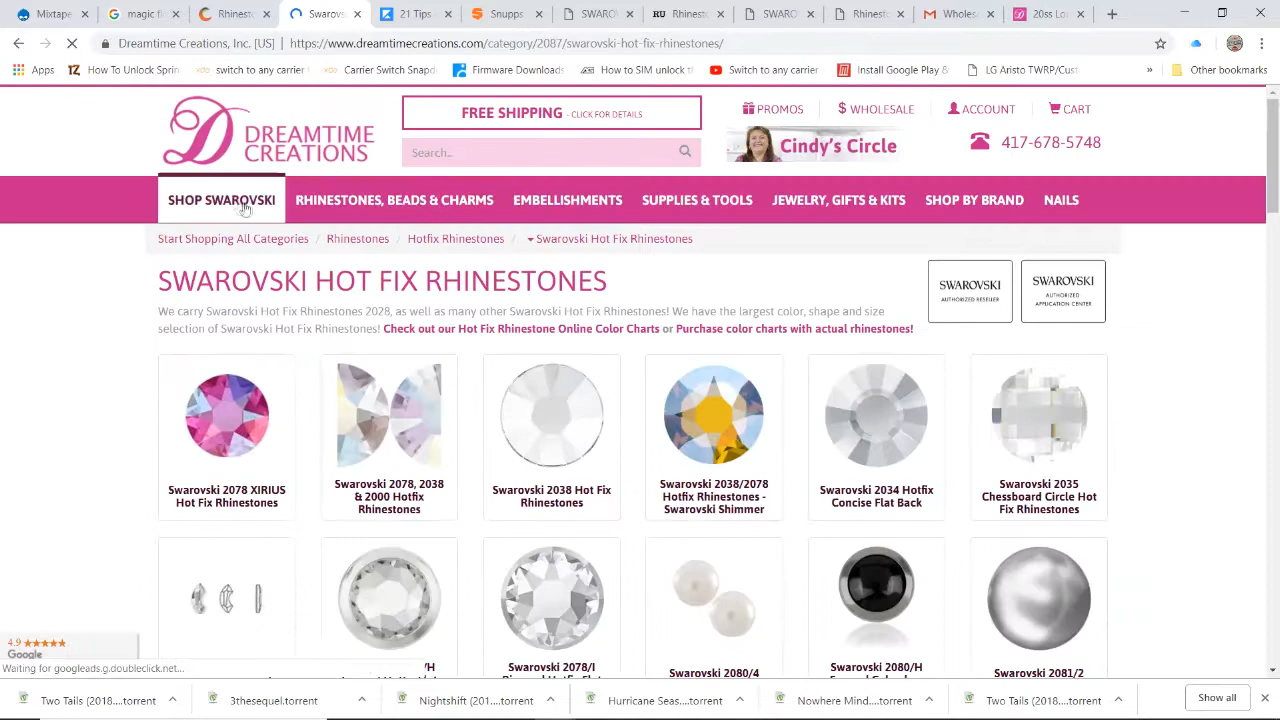 magic fl
Swarovs
21 Tips
Snupps
SWARO
RU Rhinest
SWARO
Rhinest
Wholes
20ss Lo
Dreamtime Creations, Inc. [US] | https://www.dreamtimecreations.com/category/2087/swarovski-hot-fix-rhinestones/
Apps How To Unlock Sprin switch to any carrier Carrier Switch Snapd Firmware Downloads How to SIM unlock t Switch to any carrier Install Google Play & LG Aristo TWRP/Cust » Other bookmarks
D DREAMTIME CREATIONS
FREE SHIPPING - CLICK FOR DETAILS
PROMOS $ WHOLESALE ACCOUNT CART
Search...
Cindy's Circle
417-678-5748
SHOP SWAROVSKI RHINESTONES, BEADS & CHARMS EMBELLISHMENTS SUPPLIES & TOOLS JEWELRY, GIFTS & KITS SHOP BY BRAND NAILS
Start Shopping All Categories / Rhinestones / Hotfix Rhinestones / Swarovski Hot Fix Rhinestones
SWAROVSKI HOT FIX RHINESTONES
We carry Swarovski Hot Fix Rhinestones 2028, as well as many other Swarovski Hot Fix Rhinestones! We have the largest color, shape and size
selection of Swarovski Hot Fix Rhinestones! Check out our Hot Fix Rhinestone Online Color Charts or Purchase color charts with actual rhinestones!
SWAROVSKI
AUTHORIZED RESELLER
SWAROVSKI
AUTHORIZED
APPLICATION CENTER
Swarovski 2078 XIRIUS
Hot Fix Rhinestones
Swarovski 2078, 2038
& 2000 Hotfix
Rhinestones
Swarovski 2038 Hot Fix
Rhinestones
Swarovski 2038/2078
Hotfix Rhinestones -
Swarovski Shimmer
Swarovski 2034 Hotfix
Concise Flat Back
Swarovski 2035
Chessboard Circle Hot
Fix Rhinestones
/H
Swarovski 2078/I
Swarovski 2080/4
Swarovski 2080/H
Swarovski 2081/2
4.9
Google
Waiting for googleads.g.doubleclick.net...
Two Tails (2018....torrent
3thesequel.torrent
Nightshift (201....torrent
Hurricane Seas....torrent
Nowhere Mind....torrent
Two Tails (2018....torrent
Show all